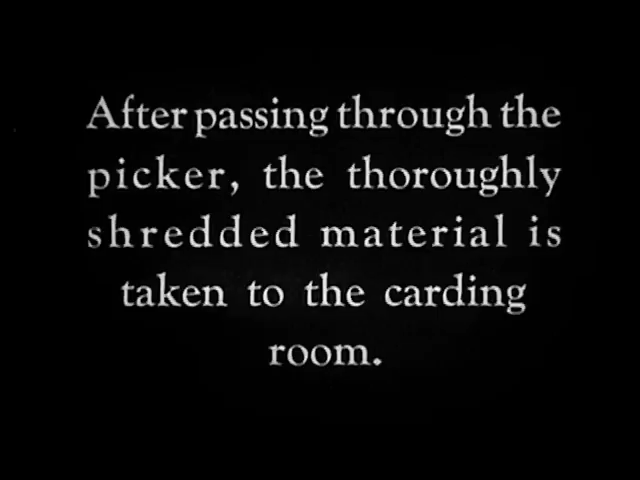 After passing through the
picker, the thoroughly
shredded material is
taken to the carding
room.